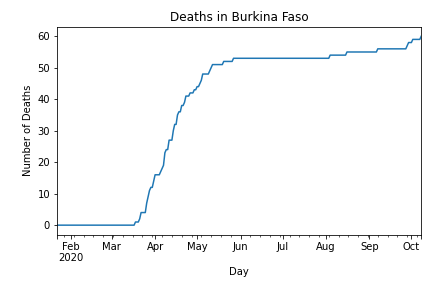 Deaths in Burkina Faso
Number of Deaths
60
50
40
30
20
10
0
Feb Mar Apr May Jun Jul Aug Sep Oct
2020
Day